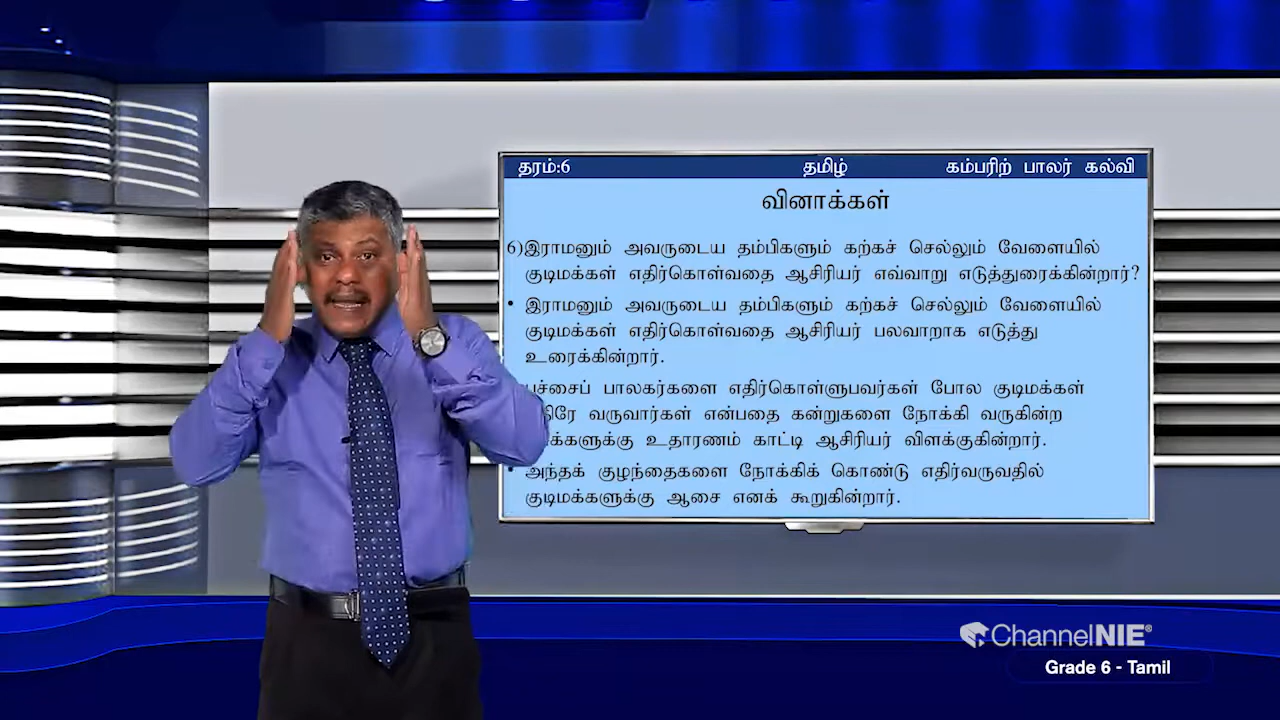 தரம்:6 தமிழ் கம்பரிற் பாலர் கல்வி
வினாக்கள்
6)இராமனும் அவருடைய தம்பிகளும் கற்கச் செல்லும் வேளையில்
குடிமக்கள் எதிர்கொள்வதை ஆசிரியர் எவ்வாறு எடுத்துரைக்கின்றார்?
• இராமனும் அவருடைய தம்பிகளும் கற்கச் செல்லும் வேளையில்
குடிமக்கள் எதிர்கொள்வதை ஆசிரியர் பலவாறாக எடுத்து
உரைக்கின்றார்.
பாலகர்களை எதிர்கொள்ளுபவர்கள் போல குடிமக்கள்
வருவார்கள் என்பதை கன்றுகளை நோக்கி வருகின்ற
உதாரணம் காட்டி ஆசிரியர் விளக்குகின்றார்.
• அந்தக் குழந்தைகளை நோக்கிக் கொண்டு எதிர்வருவதில்
குடிமக்களுக்கு ஆசை எனக் கூறுகின்றார்.
ChannelNIE®
Grade 6 - Tamil